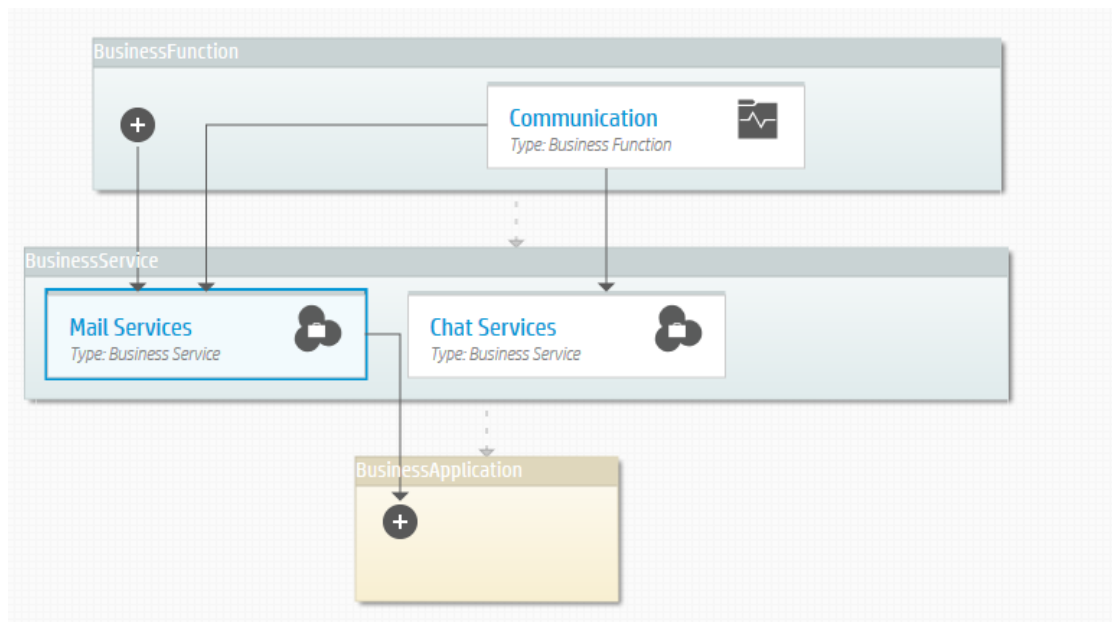 BusinessFunction
Communication
Type: Business Function
BusinessService
Mail Services
Type: Business Service
Chat Services
Type: Business Service
BusinessApplication